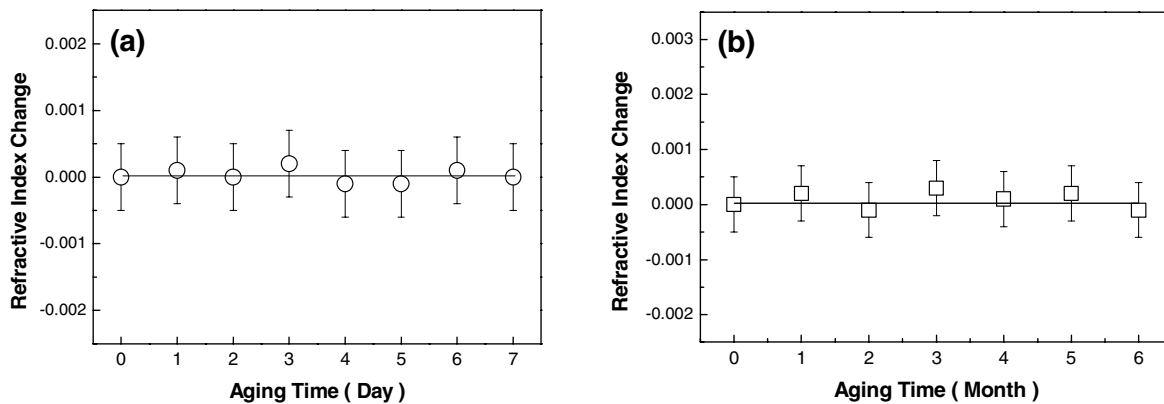 (a)
Refractive Index Change
0.002
0.001
0.000
-0.001
-0.002
0 1 2 3 4 5 6 7
Aging Time ( Day )
(b)
Refractive Index Change
0.003
0.002
0.001
0.000
-0.001
-0.002
0 1 2 3 4 5 6
Aging Time ( Month )